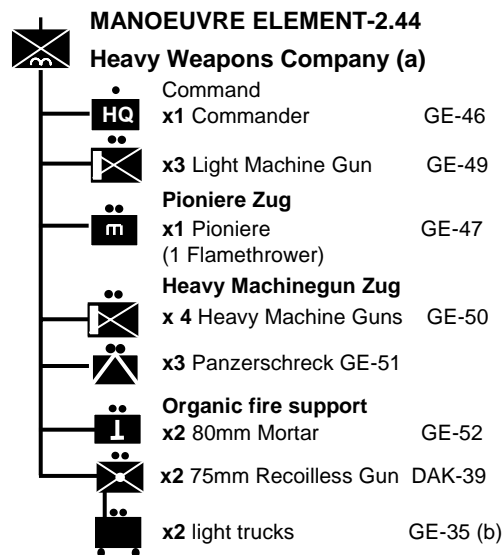 MANOEUVRE ELEMENT-2.44
Heavy Weapons Company (a)
Command
HQ x1 Commander GE-46
x3 Light Machine Gun GE-49
Pioniere Zug
x1 Pioniere GE-47
(1 Flamethrower)
Heavy Machinegun Zug
x 4 Heavy Machine Guns GE-50
x3 Panzerschreck GE-51
Organic fire support
x2 80mm Mortar GE-52
x2 75mm Recoilless Gun DAK-39
x2 light trucks GE-35 (b)